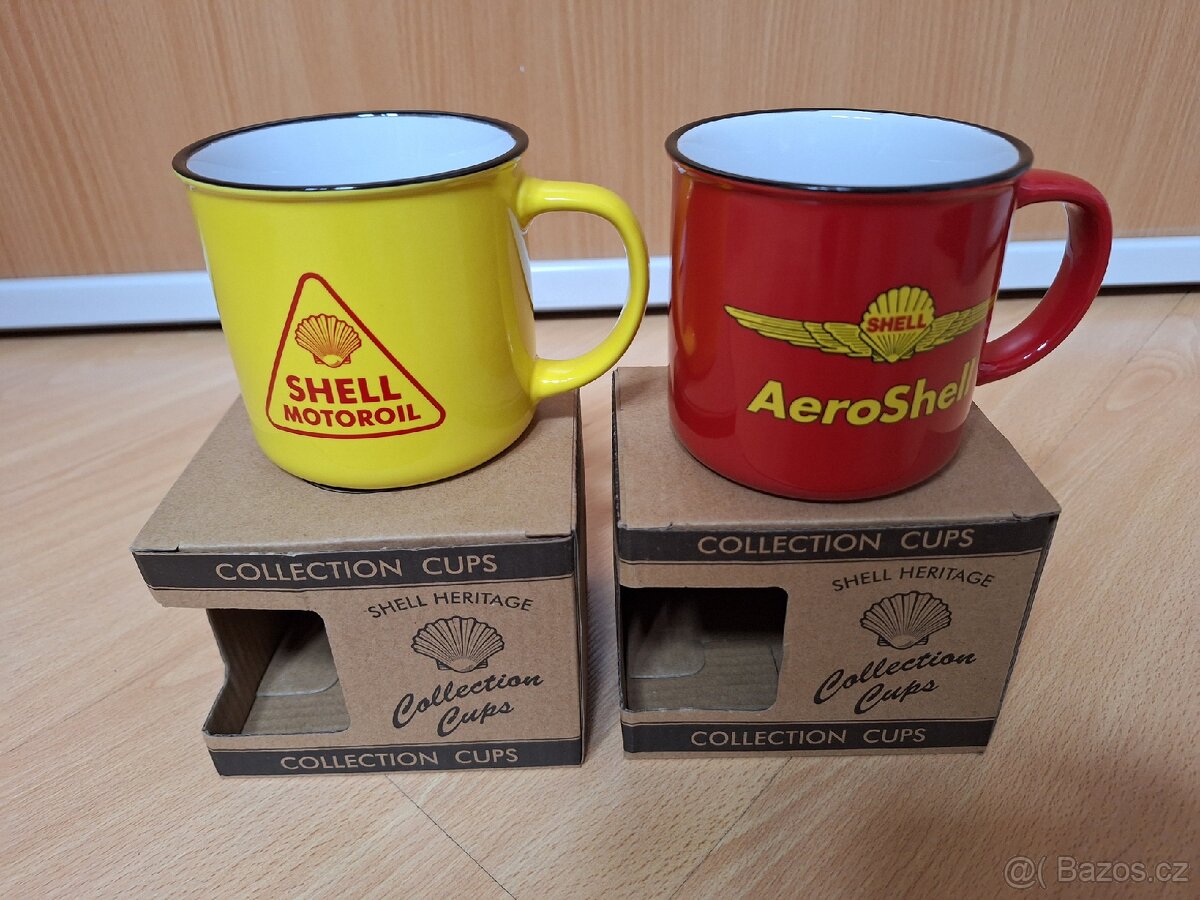 SHELL
MOTOROIL
SHELL
AeroShell
COLLECTION CUPS
SHELL HERITAGE
Collection
Cups
COLLECTION CUPS
COLLECTION CUPS
SHELL HERITAGE
Collection
Cups
COLLECTION CUPS
@( Bazos.cz